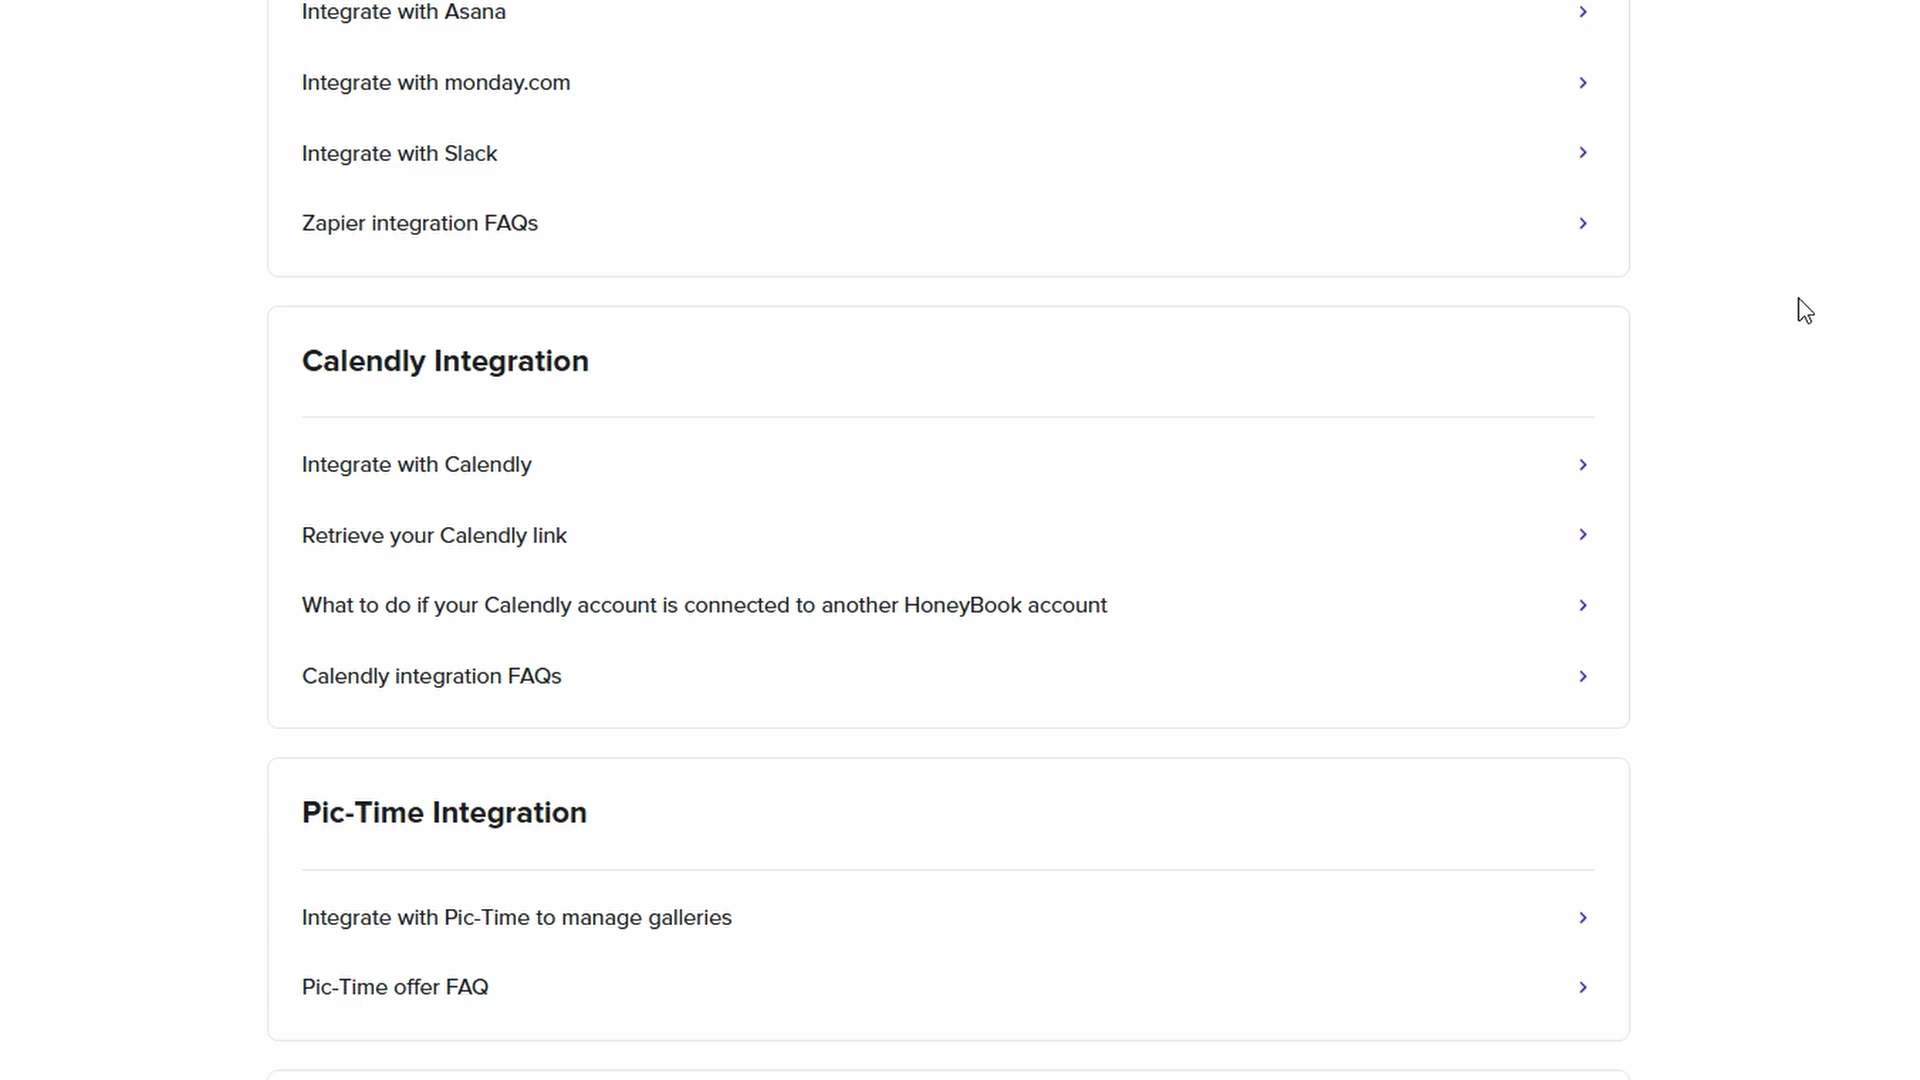 Integrate with Asana
Integrate with monday.com
Integrate with Slack
Zapier integration FAQs
Calendly Integration
Integrate with Calendly
Retrieve your Calendly link
What to do if your Calendly account is connected to another HoneyBook account
Calendly integration FAQs
Pic-Time Integration
Integrate with Pic-Time to manage galleries
Pic-Time offer FAQ